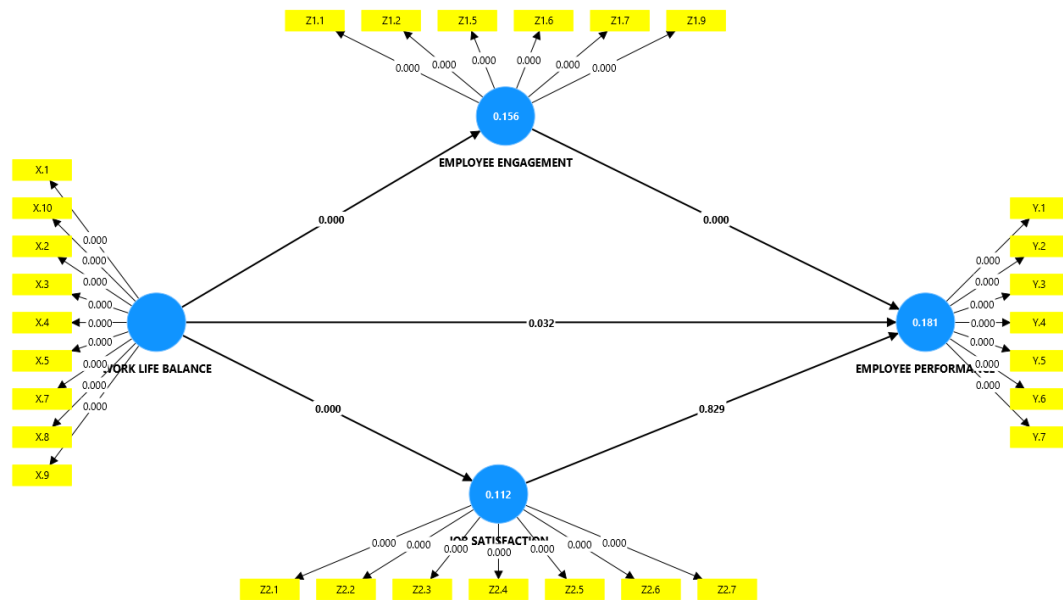 Z1.1 Z1.2 Z1.5 Z1.6 Z1.7 Z1.9
0.000 0.000 0.000 0.000 0.000 0.000
0.156
EMPLOYEE ENGAGEMENT
X.1
X.10
X.2
X.3
X.4
X.5
X.7
X.8
X.9
0.000
0.000
0.000
0.000
0.000
0.000
0.000
0.000
0.000
WORK LIFE BALANCE
0.000
0.000
0.032
0.000
0.829
0.181
EMPLOYEE PERFORMANCE
0.000
0.000
0.000
0.000
0.000
0.000
0.000
Y.1
Y.2
Y.3
Y.4
Y.5
Y.6
Y.7
0.112
JOB SATISFACTION
0.000 0.000 0.000 0.000 0.000 0.000 0.000
Z2.1 Z2.2 Z2.3 Z2.4 Z2.5 Z2.6 Z2.7